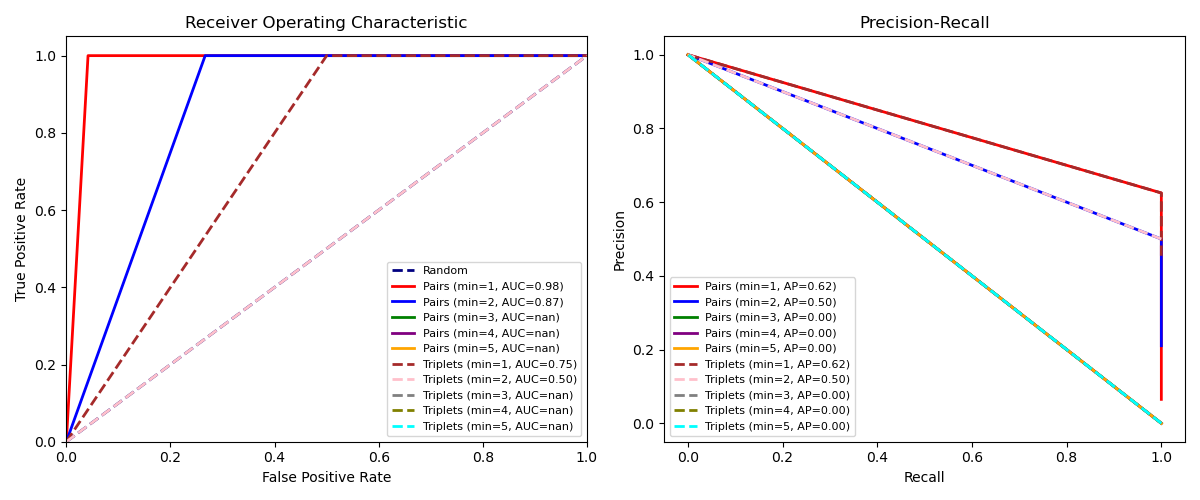 Receiver Operating Characteristic
True Positive Rate
1.0
0.8
0.6
0.4
0.2
0.0
Random
Pairs (min=1, AUC=0.98)
Pairs (min=2, AUC=0.87)
Pairs (min=3, AUC=nan)
Pairs (min=4, AUC=nan)
Pairs (min=5, AUC=nan)
Triplets (min=1, AUC=0.75)
Triplets (min=2, AUC=0.50)
Triplets (min=3, AUC=nan)
Triplets (min=4, AUC=nan)
Triplets (min=5, AUC=nan)
0.0 0.2 0.4 0.6 0.8 1.0
False Positive Rate
Precision-Recall
Precision
1.0
0.8
0.6
0.4
0.2
0.0
Pairs (min=1, AP=0.62)
Pairs (min=2, AP=0.50)
Pairs (min=3, AP=0.00)
Pairs (min=4, AP=0.00)
Pairs (min=5, AP=0.00)
Triplets (min=1, AP=0.62)
Triplets (min=2, AP=0.50)
Triplets (min=3, AP=0.00)
Triplets (min=4, AP=0.00)
Triplets (min=5, AP=0.00)
0.0 0.2 0.4 0.6 0.8 1.0
Recall